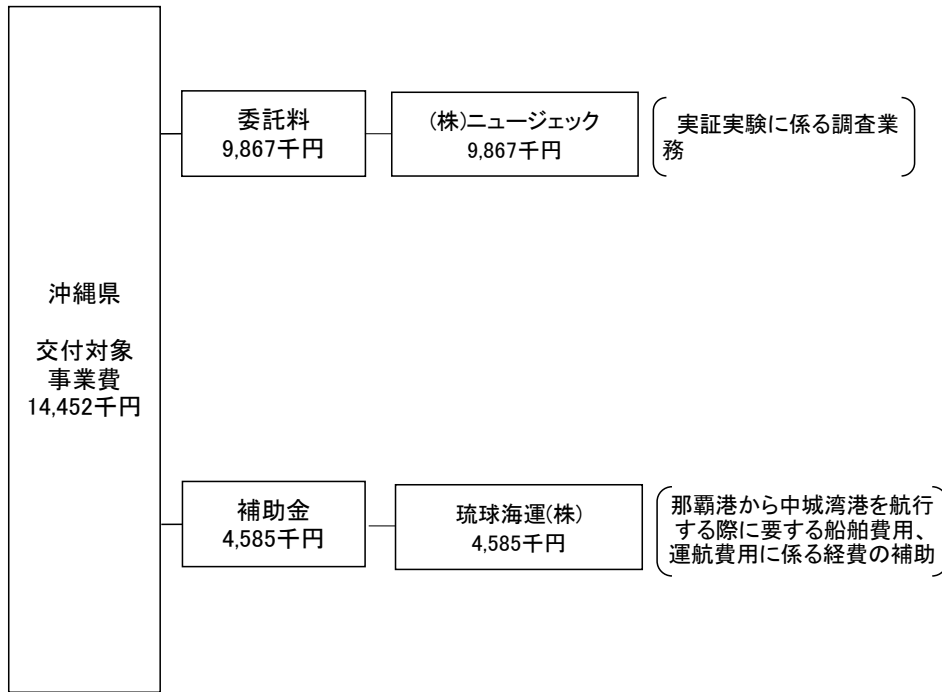 沖縄県
交付対象
事業費
14,452千円
委託料
9,867千円
(株)ニュージェック
9,867千円
実証実験に係る調査業
務
補助金
4,585千円
琉球海運(株)
4,585千円
那覇港から中城湾港を航行
する際に要する船舶費用、
運航費用に係る経費の補助